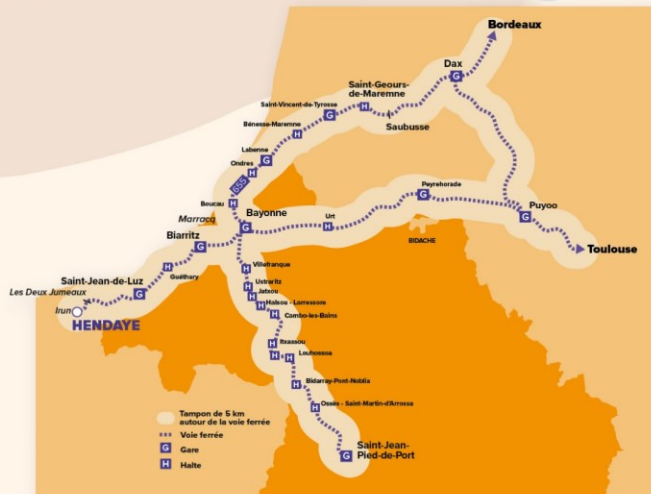 Bordeaux
Dax
G
Saint-Geours-
de-Maremne
H
Saubusse
Saint-Vincent-de-Tyrosse
G
Bénesse-Maremne
H
Labenne
G
Ondres
H
GSS
Boucau
H
Marracq
Bayonne
G
Urt
H
Peyrehorade
G
BIDACHE
Puyoo
G
Toulouse
Biarritz
G
Guéthary
H
Saint-Jean-de-Luz
G
Les Deux Jumeaux
Irun
HENDAYE
H Villefranque
H Ustaritz
H Jatxou
H Halsou - Larressore
H Cambo-les-Bains
H Itxassou
H H Louhossoa
H Bidarray-Pont-Noblia
H Ossès - Saint-Martin-d'Arrossa
G Saint-Jean-
Pied-de-Port
Tampon de 5 km
autour de la voie ferrée
Voie ferrée
G Gare
H Halte